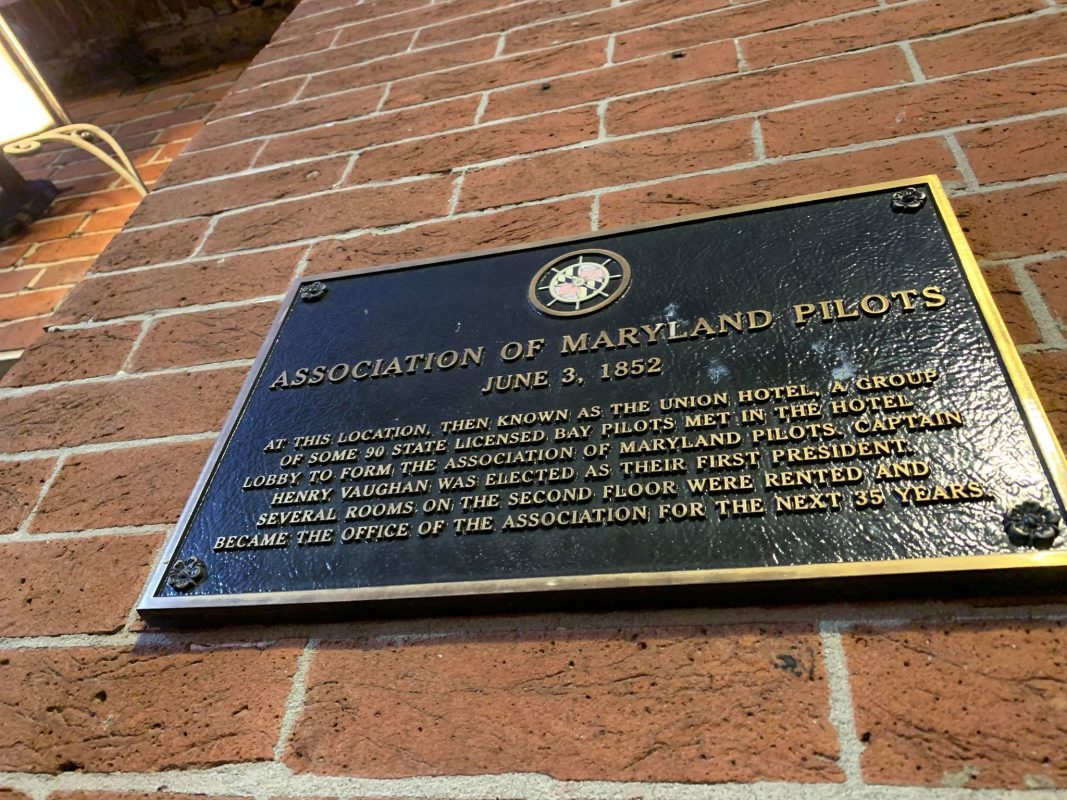 ASSOCIATION OF MARYLAND PILOTS
JUNE 3, 1852
AT THIS LOCATION, THEN KNOWN AS THE UNION HOTEL, A GROUP
OF SOME 90 STATE LICENSED BAY PILOTS MET IN THE HOTEL
LOBBY TO FORM THE ASSOCIATION OF MARYLAND PILOTS. CAPTAIN
HENRY VAUGHAN WAS ELECTED AS THEIR FIRST PRESIDENT.
SEVERAL ROOMS ON THE SECOND FLOOR WERE RENTED AND
BECAME THE OFFICE OF THE ASSOCIATION FOR THE NEXT 35 YEARS.